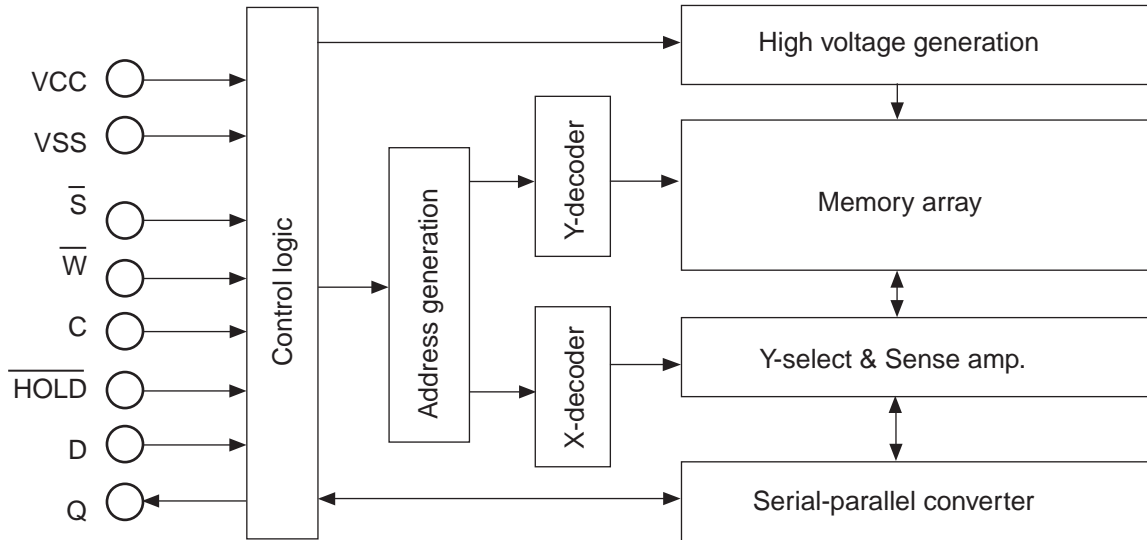 VCC
VSS
S̅
W̅
C
H̅O̅L̅D̅
D
Q
Control logic
Address generation
Y-decoder
X-decoder
High voltage generation
Memory array
Y-select & Sense amp.
Serial-parallel converter